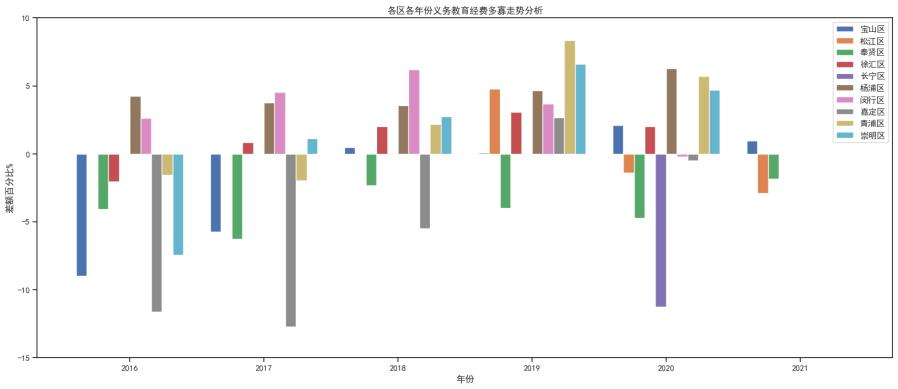 各区各年份义务教育经费多寡走势分析
10
5
0
−5
−10
−15
差额百分比%
宝山区
松江区
奉贤区
徐汇区
长宁区
杨浦区
闵行区
嘉定区
青浦区
崇明区
2016
2017
2018
2019
2020
2021
年份